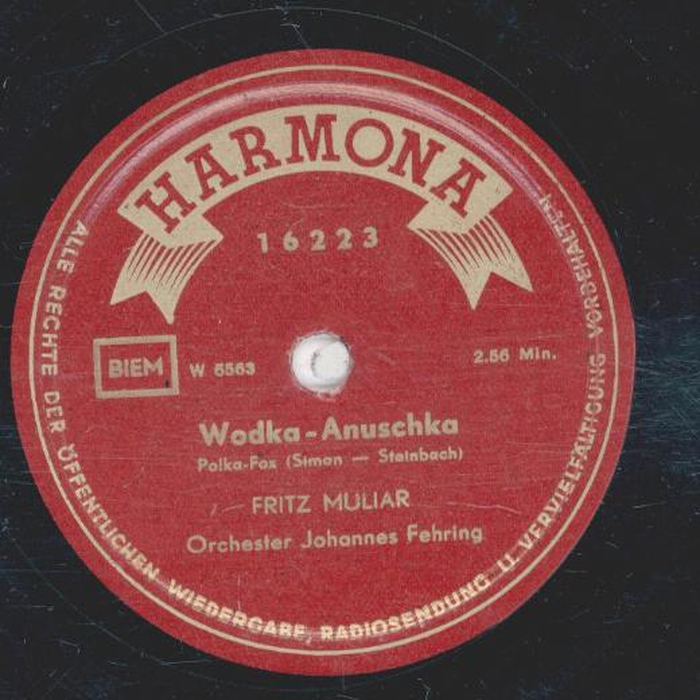 HARMONA
16223
BIEM W 5563 2.56 Min.
Wodka-Anuschka
Polka-Fox (Simon — Steinbach)
FRITZ MULIAR
Orchester Johannes Fehring
ALLE RECHTE DER ÖFFENTLICHEN WIEDERGABE, RADIOSENDUNG U. VERVIELFÄLTIGUNG VORBEHALTEN